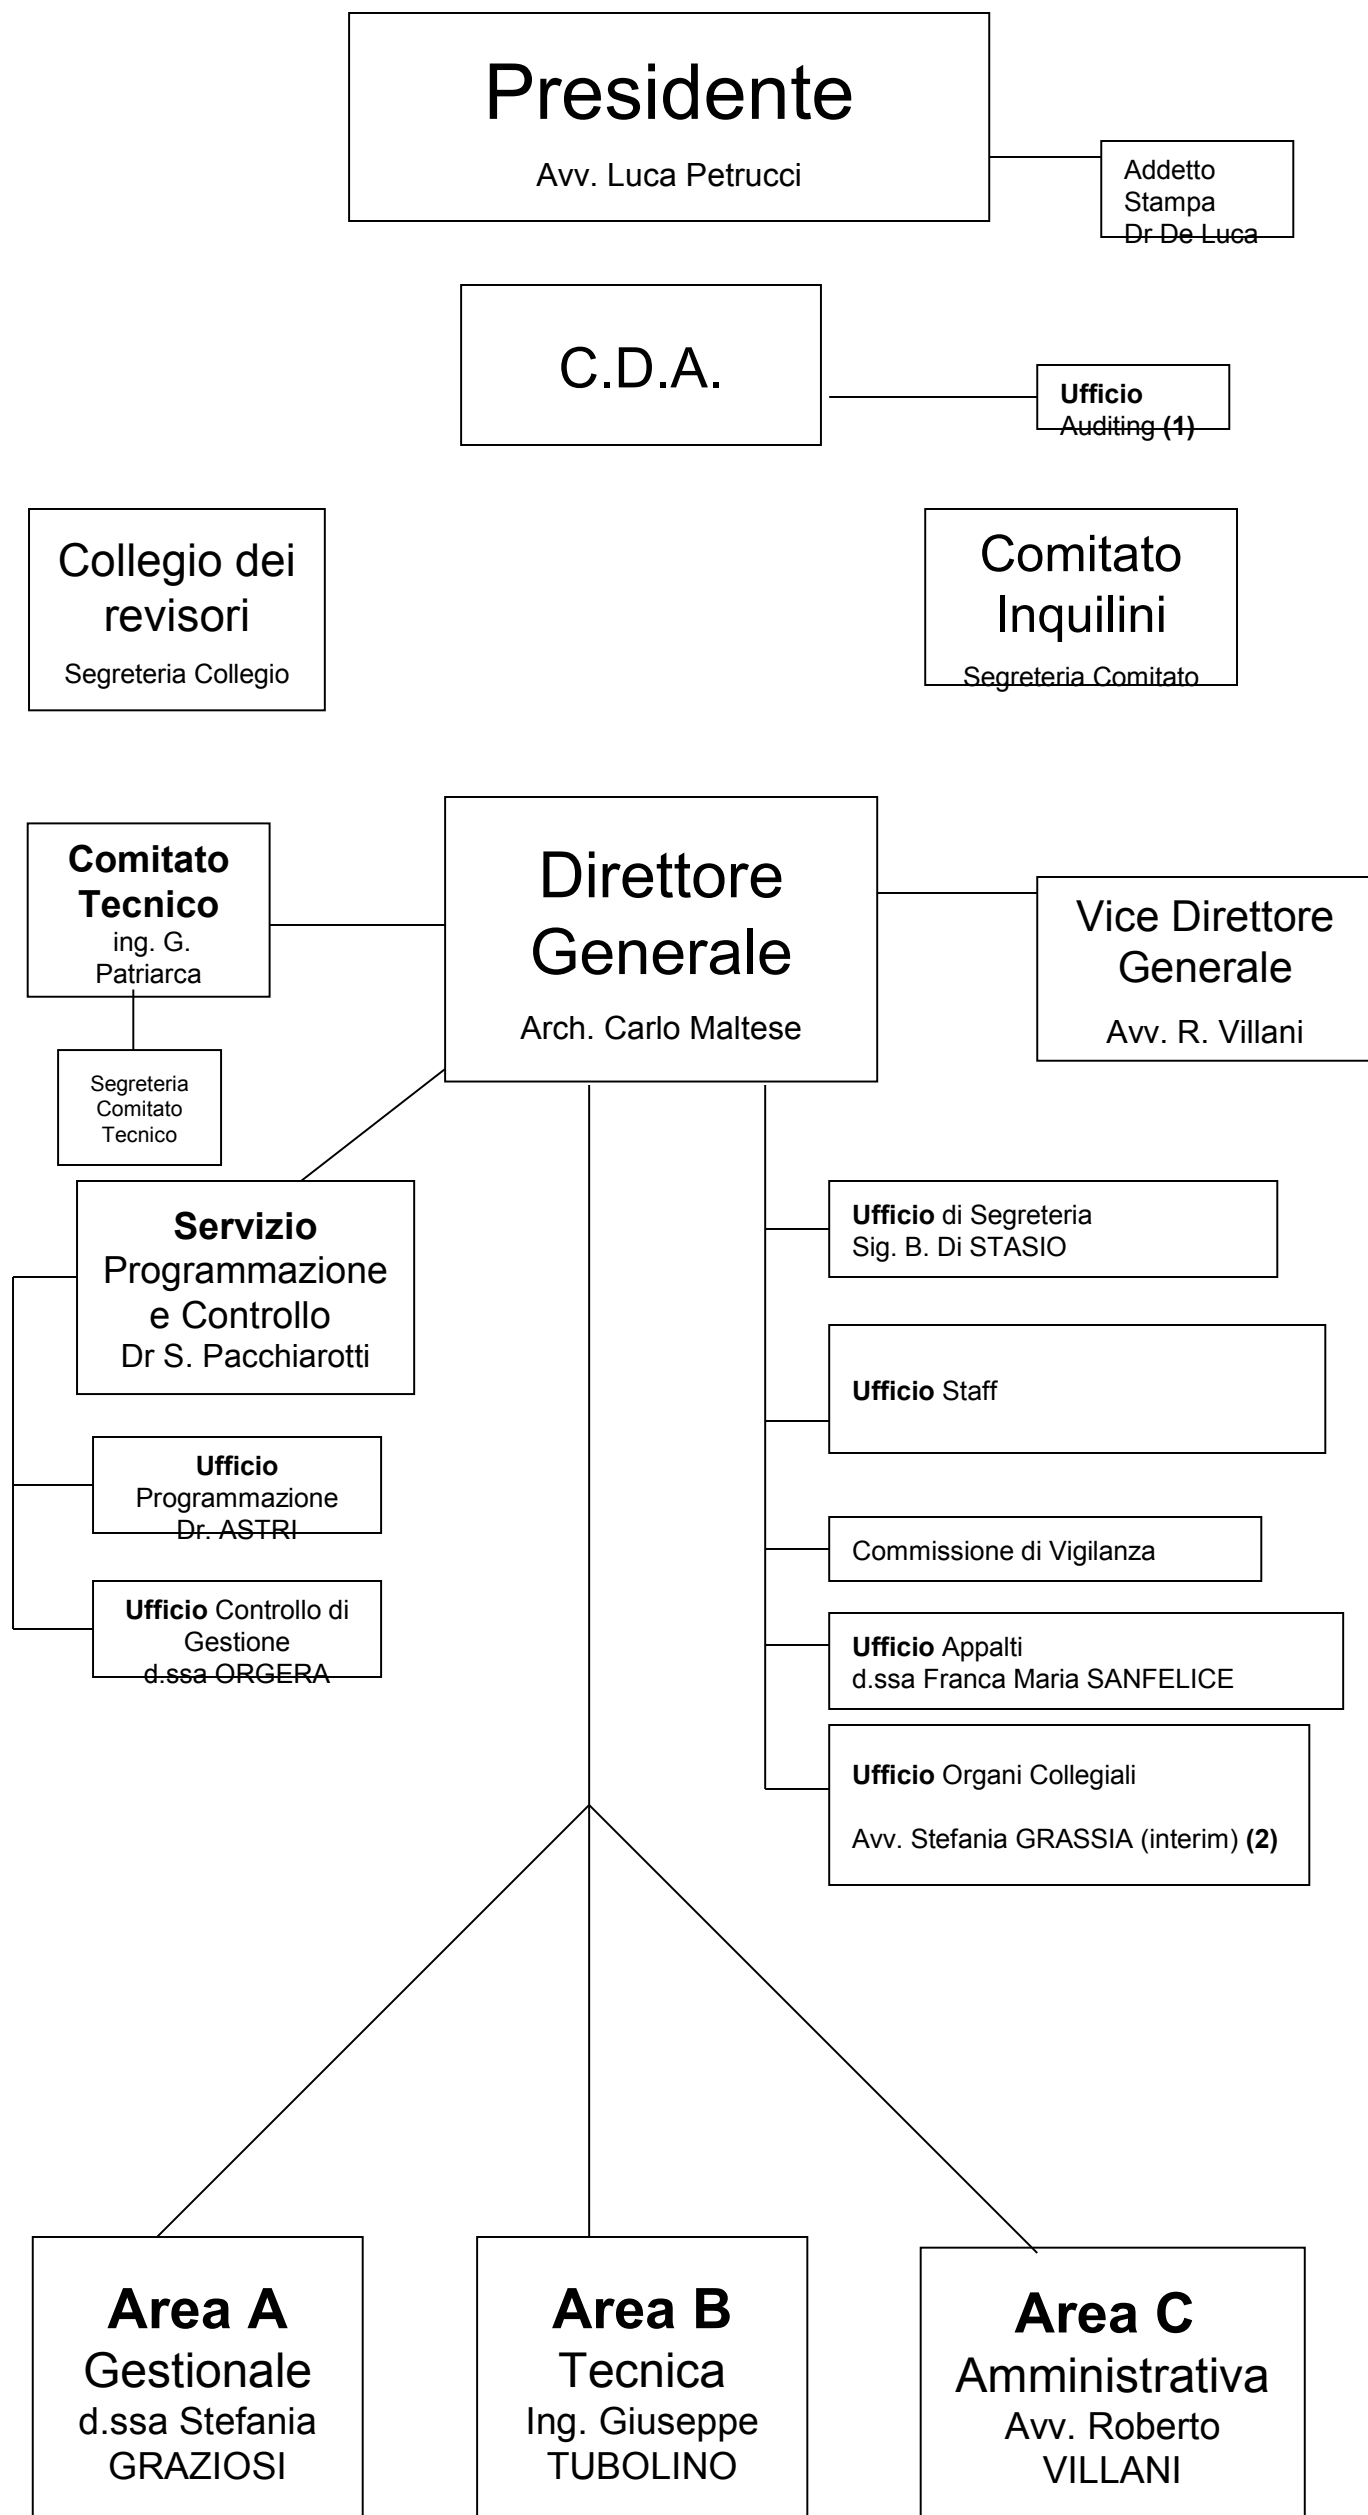 Presidente
Avv. Luca Petrucci
Addetto
Stampa
Dr De Luca
C.D.A.
Ufficio
Auditing (1)
Collegio dei
revisori
Segreteria Collegio
Comitato
Inquilini
Segreteria Comitato
Comitato
Tecnico
ing. G.
Patriarca
Direttore
Generale
Arch. Carlo Maltese
Vice Direttore
Generale
Avv. R. Villani
Segreteria
Comitato
Tecnico
Servizio
Programmazione
e Controllo
Dr S. Pacchiarotti
Ufficio
Programmazione
Dr. ASTRI
Ufficio Controllo di
Gestione
d.ssa ORGERA
Ufficio di Segreteria
Sig. B. Di STASIO
Ufficio Staff
Commissione di Vigilanza
Ufficio Appalti
d.ssa Franca Maria SANFELICE
Ufficio Organi Collegiali
Avv. Stefania GRASSIA (interim) (2)
Area A
Gestionale
d.ssa Stefania
GRAZIOSI
Area B
Tecnica
Ing. Giuseppe
TUBOLINO
Area C
Amministrativa
Avv. Roberto
VILLANI